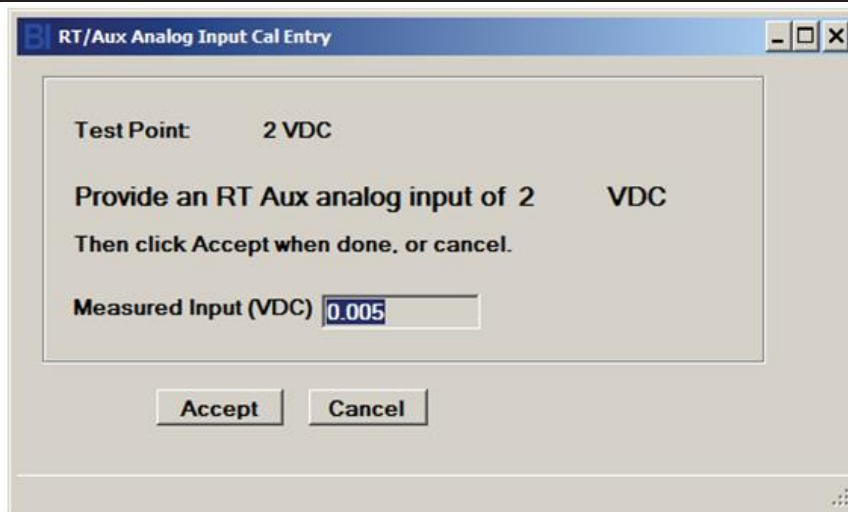 BI RT/Aux Analog Input Cal Entry
Test Point: 2 VDC
Provide an RT Aux analog input of 2 VDC
Then click Accept when done, or cancel.
Measured Input (VDC) 0.005
Accept Cancel